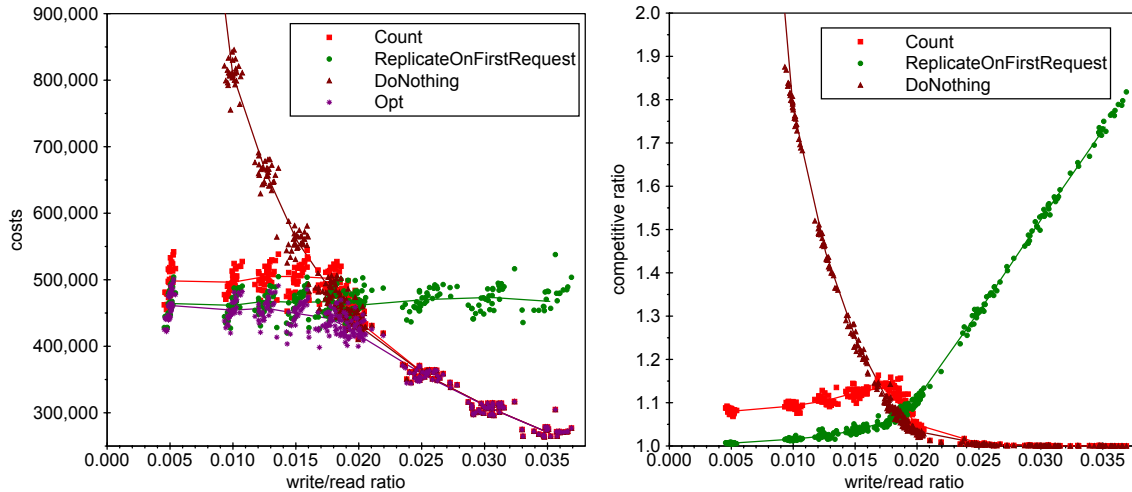 900,000
800,000
700,000
600,000
500,000
400,000
300,000
costs
0.000 0.005 0.010 0.015 0.020 0.025 0.030 0.035
write/read ratio
Count
ReplicateOnFirstRequest
DoNothing
Opt
2.0
1.9
1.8
1.7
1.6
1.5
1.4
1.3
1.2
1.1
1.0
competitive ratio
0.000 0.005 0.010 0.015 0.020 0.025 0.030 0.035
write/read ratio
Count
ReplicateOnFirstRequest
DoNothing